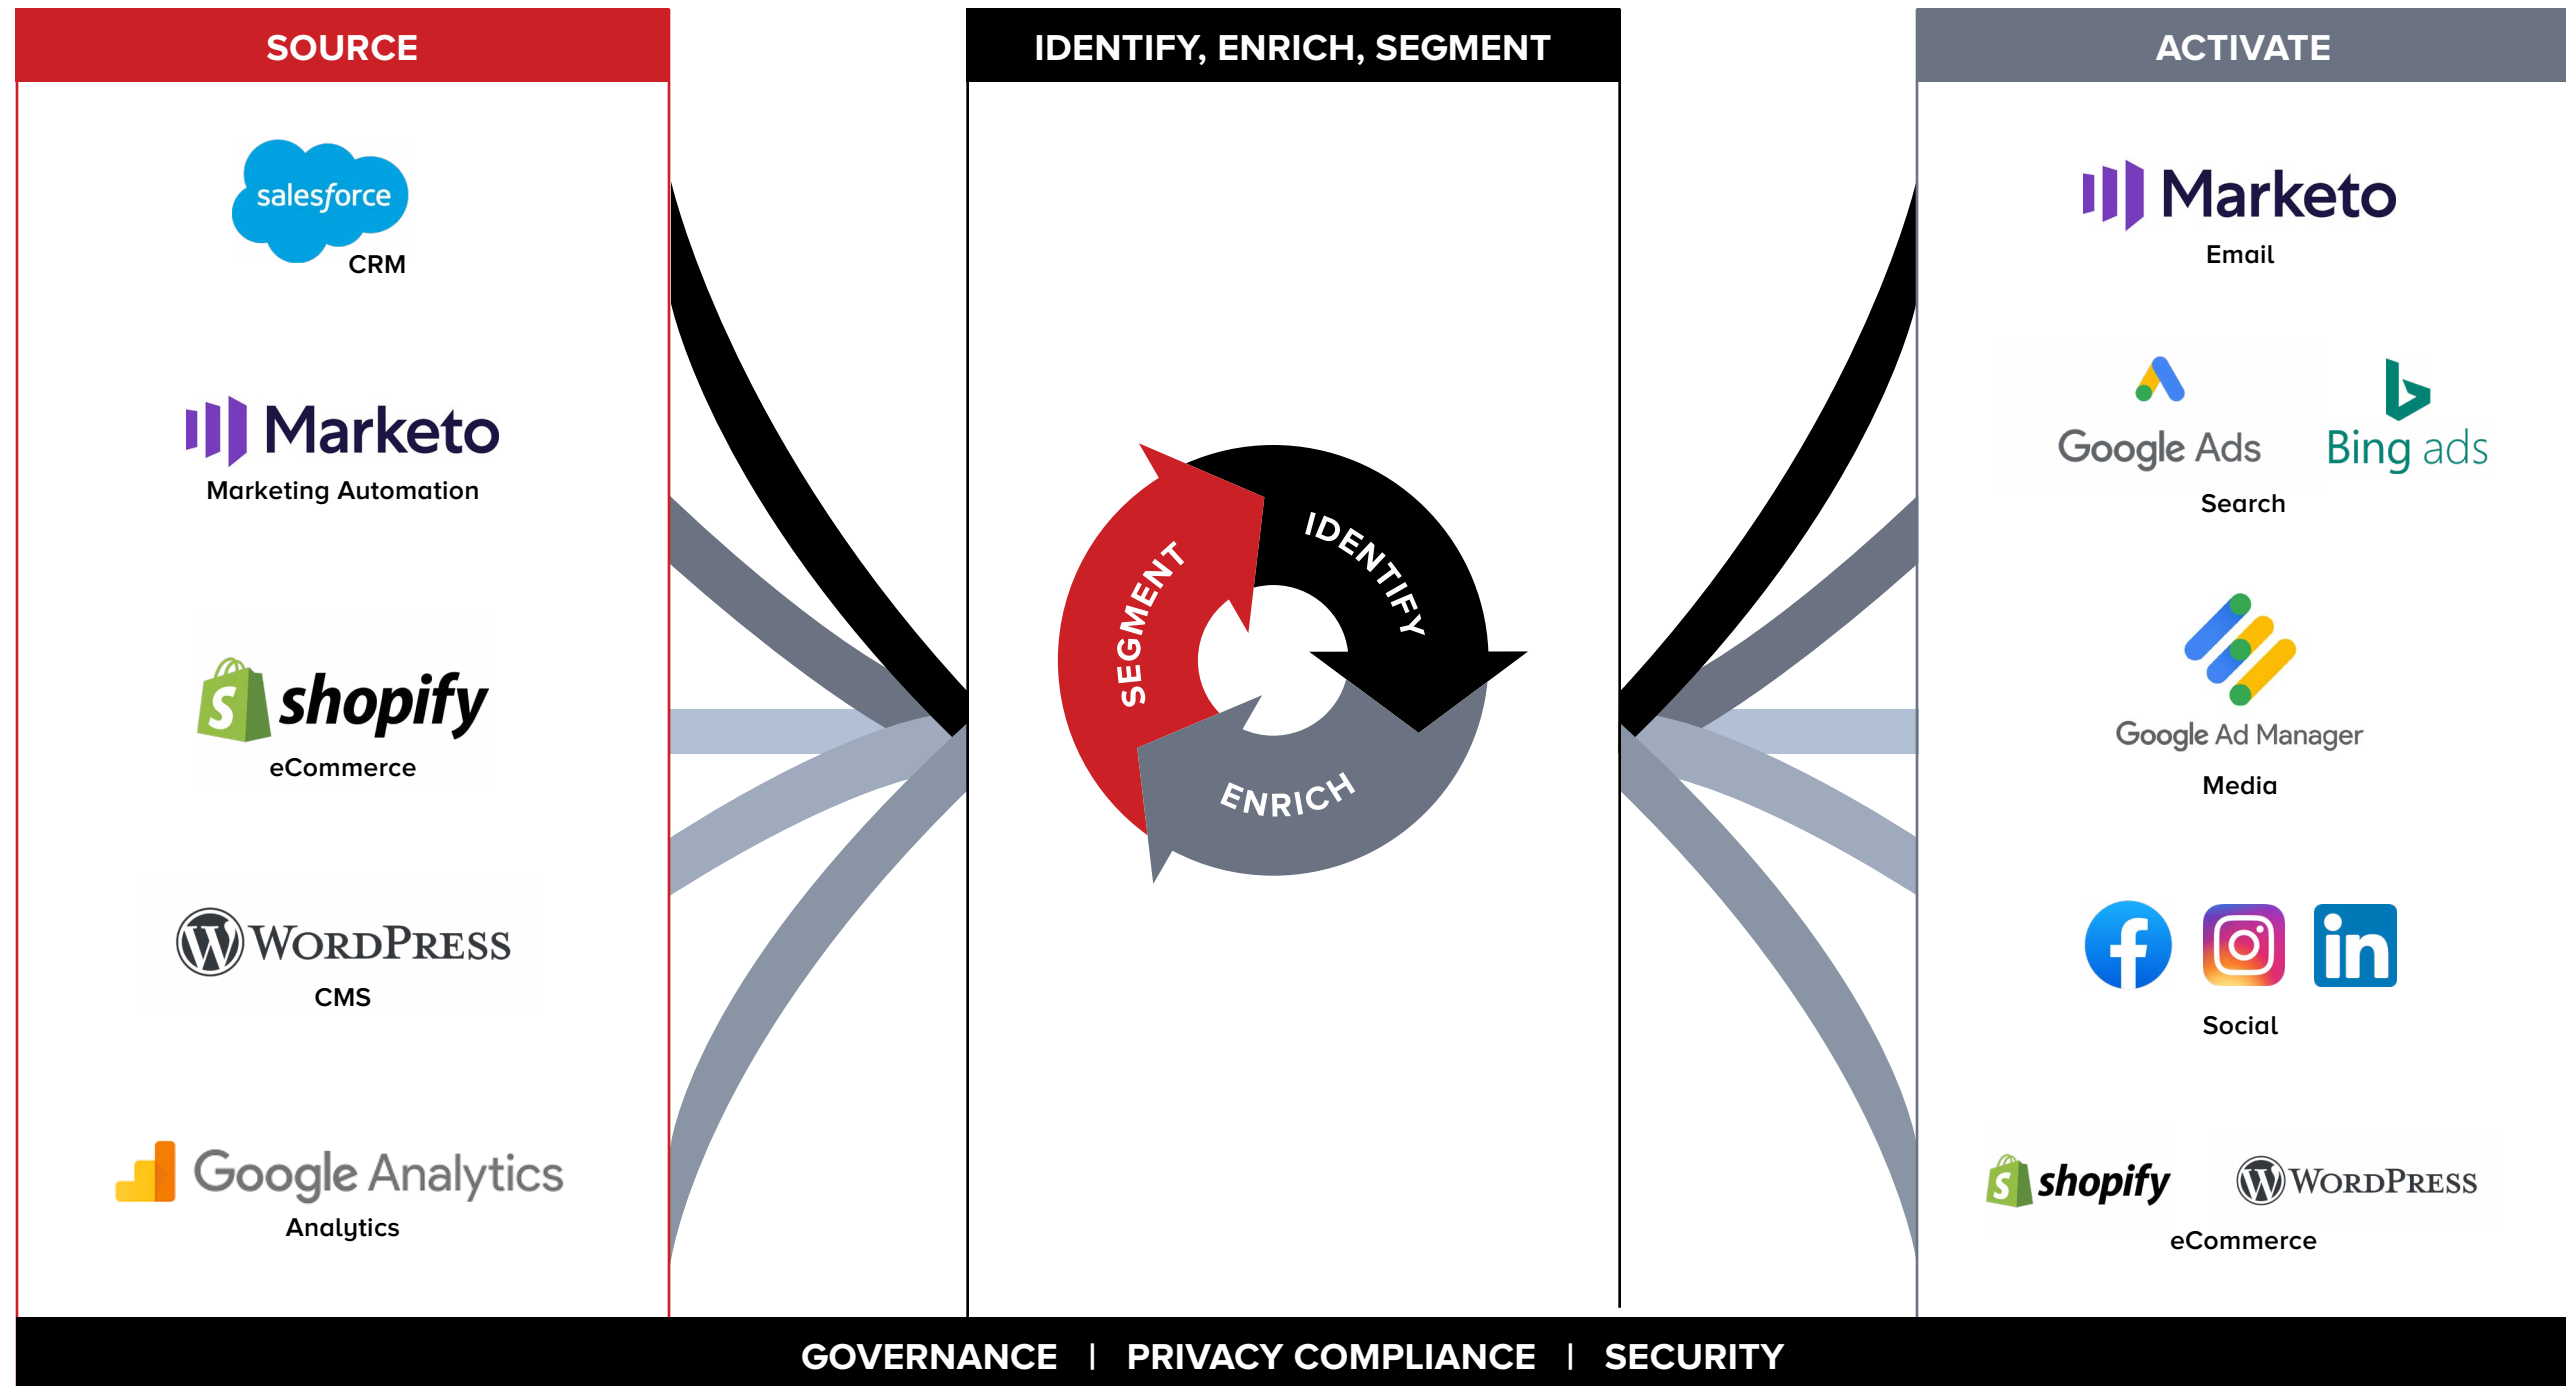 SOURCE
salesforce
CRM
Marketo
Marketing Automation
shopify
eCommerce
WORDPRESS
CMS
Google Analytics
Analytics
IDENTIFY, ENRICH, SEGMENT
IDENTIFY
ENRICH
SEGMENT
ACTIVATE
Marketo
Email
Google Ads
Bing ads
Search
Google Ad Manager
Media
Social
shopify
WORDPRESS
eCommerce
GOVERNANCE | PRIVACY COMPLIANCE | SECURITY